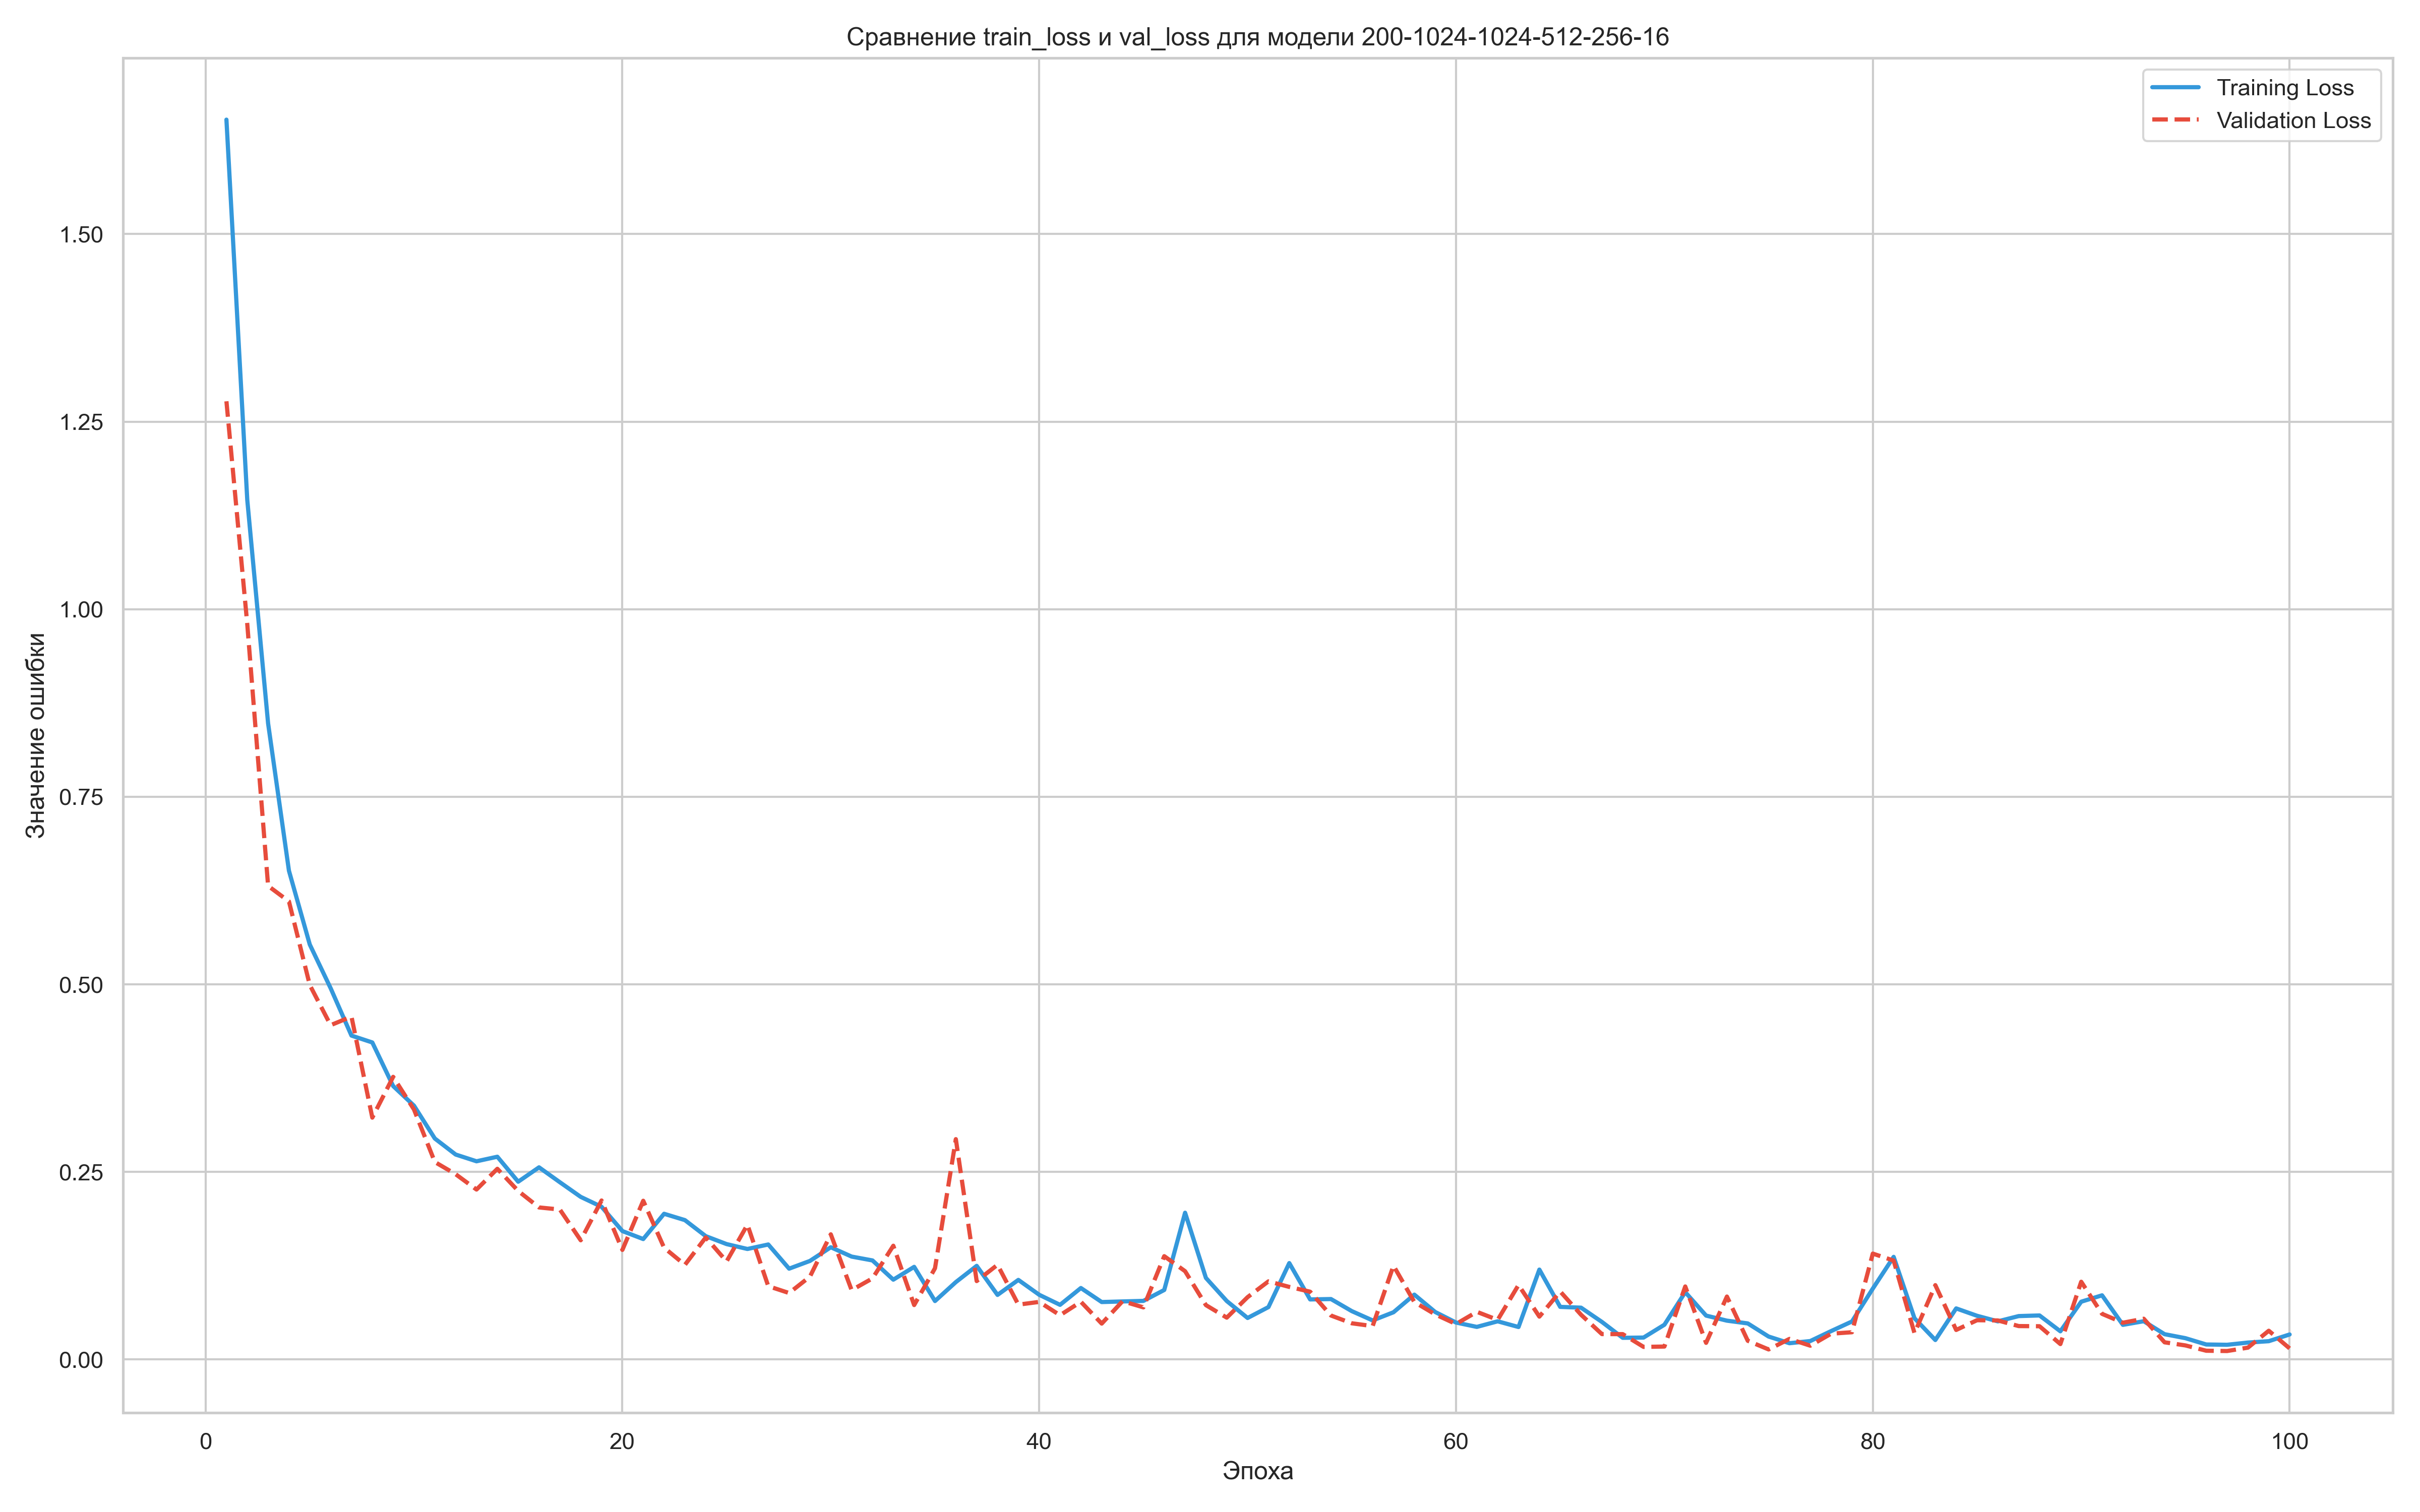 Сравнение train_loss и val_loss для модели 200-1024-1024-512-256-16
Training Loss
Validation Loss
1.50
1.25
1.00
0.75
0.50
0.25
0.00
Значение ошибки
0 20 40 60 80 100
Эпоха